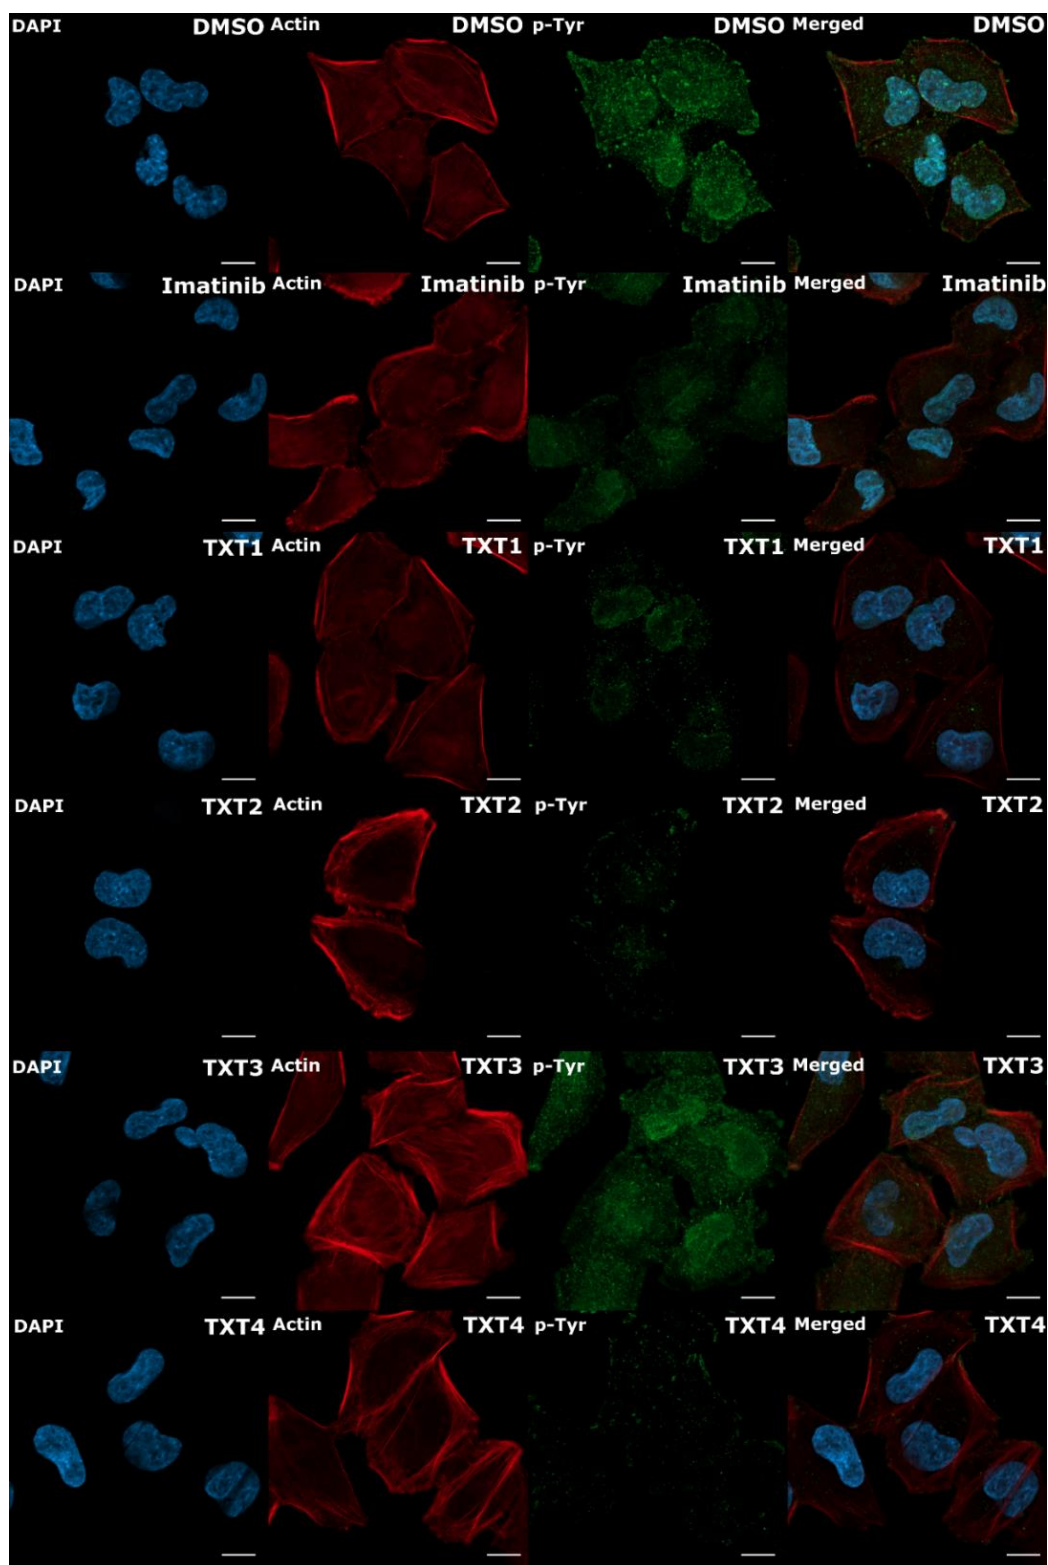 DAPI DMSO Actin DMSO p-Tyr DMSO Merged DMSO
DAPI Imatinib Actin Imatinib p-Tyr Imatinib Merged Imatinib
DAPI TXT1 Actin TXT1 p-Tyr TXT1 Merged TXT1
DAPI TXT2 Actin TXT2 p-Tyr TXT2 Merged TXT2
DAPI TXT3 Actin TXT3 p-Tyr TXT3 Merged TXT3
DAPI TXT4 Actin TXT4 p-Tyr TXT4 Merged TXT4